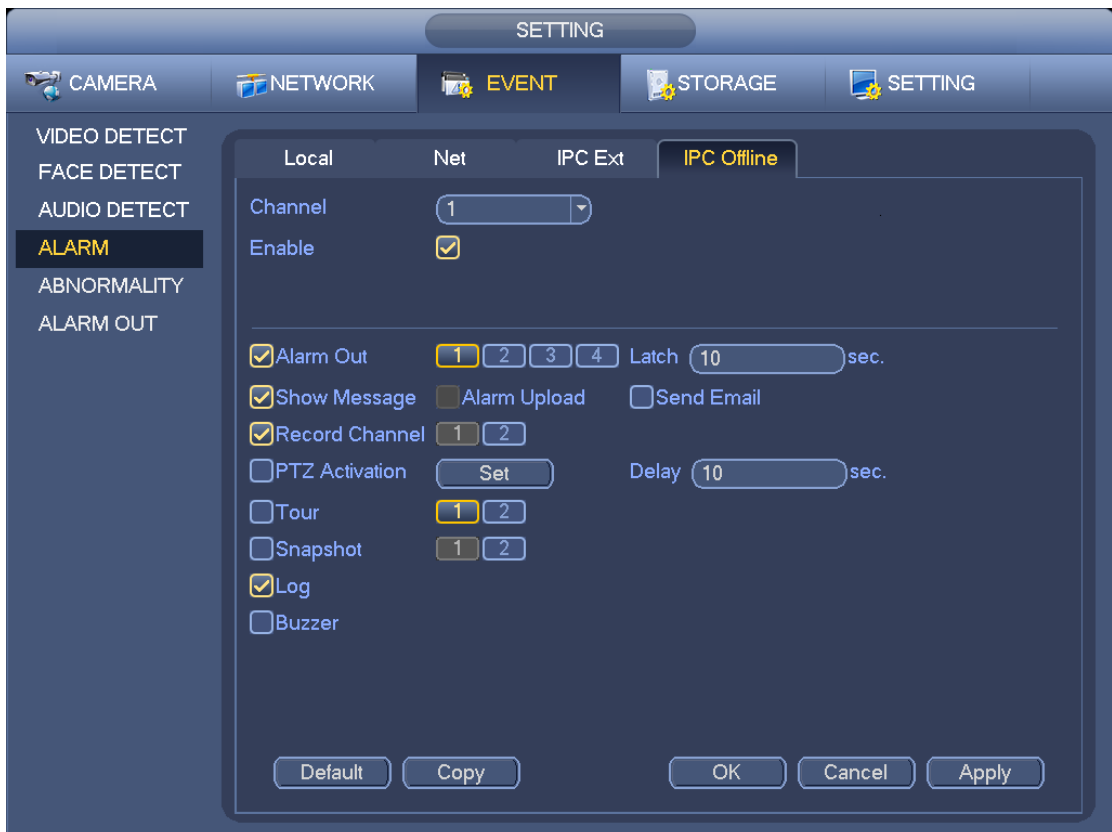 SETTING
CAMERA NETWORK EVENT STORAGE SETTING
VIDEO DETECT
FACE DETECT
AUDIO DETECT
ALARM
ABNORMALITY
ALARM OUT
Local Net IPC Ext IPC Offline
Channel 1
Enable
Alarm Out 1 2 3 4 Latch 10 sec.
Show Message Alarm Upload Send Email
Record Channel 1 2
PTZ Activation Set Delay 10 sec.
Tour 1 2
Snapshot 1 2
Log
Buzzer
Default Copy OK Cancel Apply